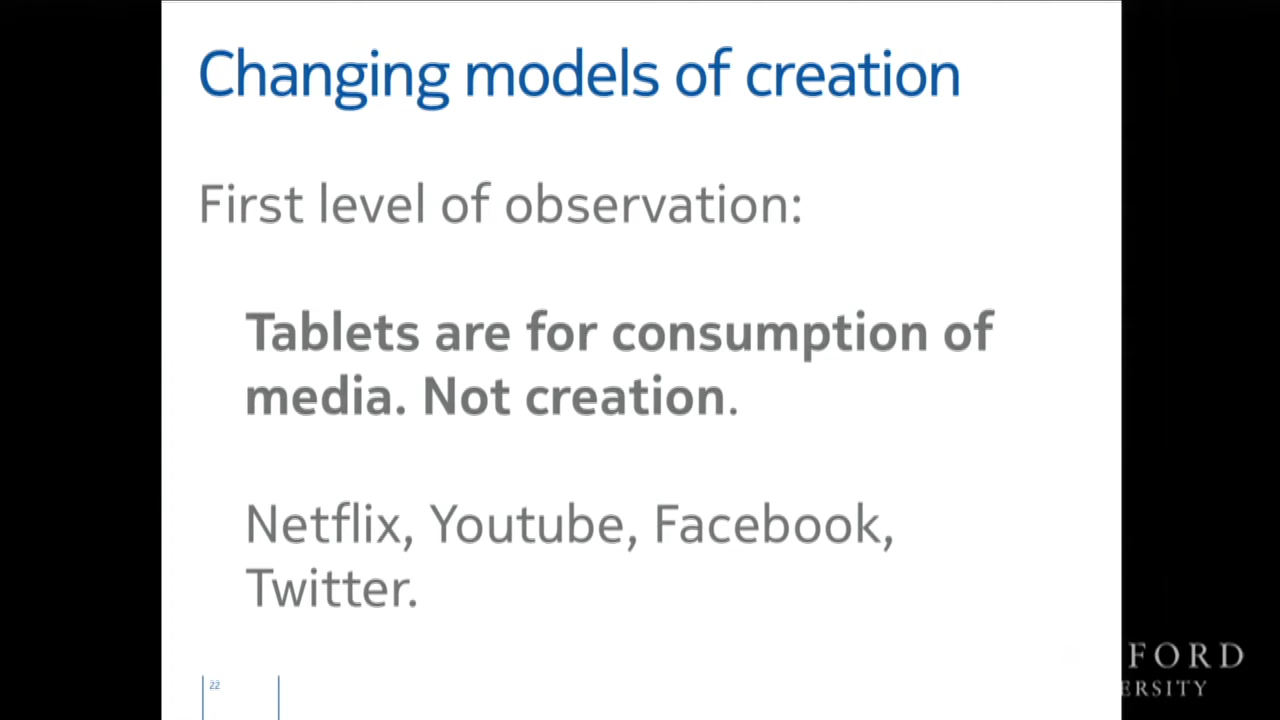 Changing models of creation
First level of observation:
Tablets are for consumption of
media. Not creation.
Netflix, Youtube, Facebook,
Twitter.
22
FORD
ERSITY